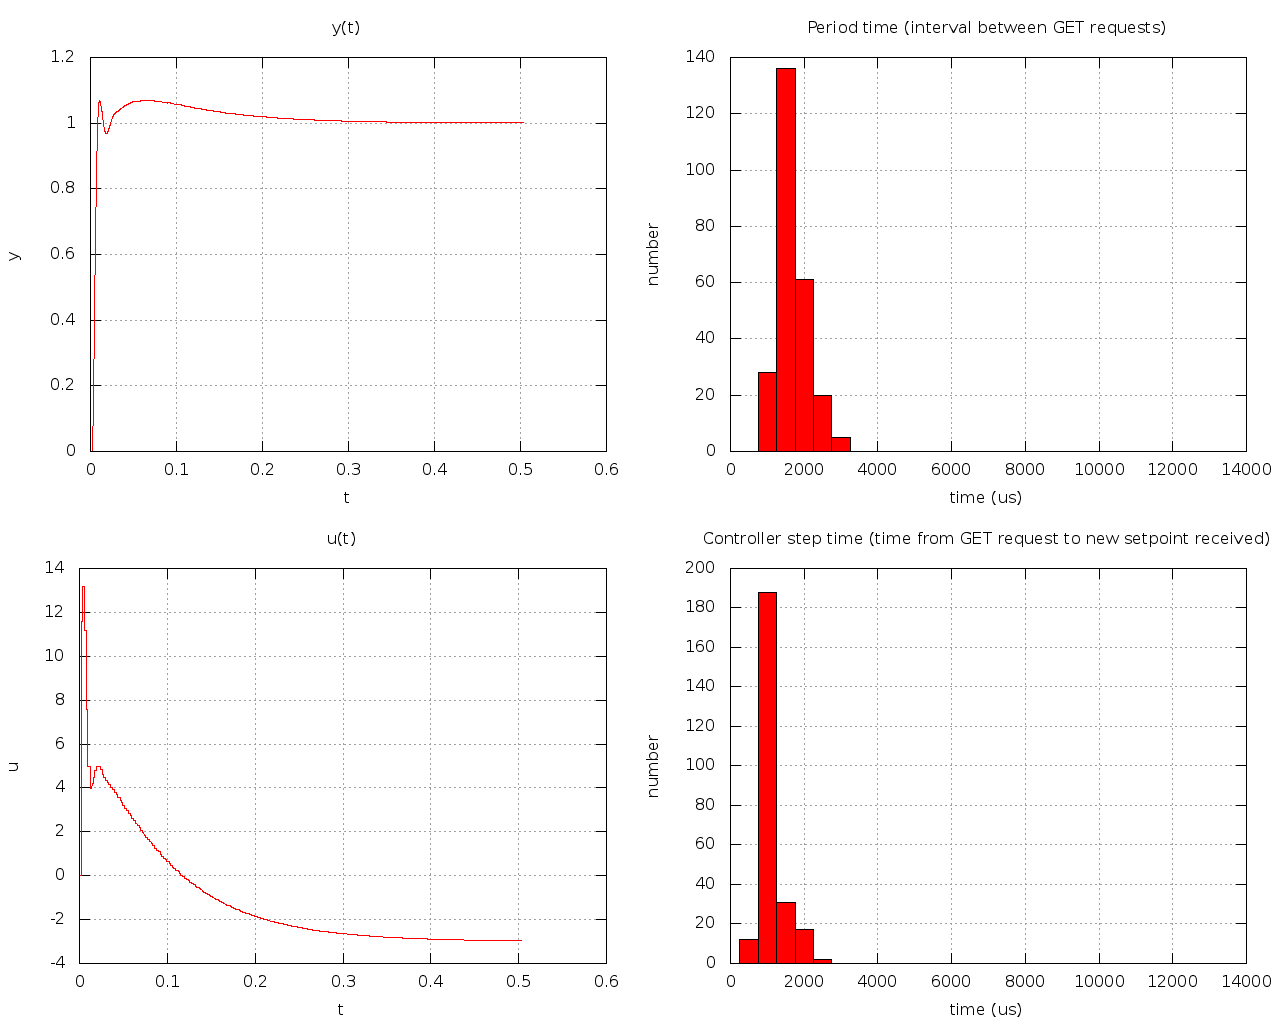 y(t)
1.2
1
0.8
0.6
0.4
0.2
0
y
0 0.1 0.2 0.3 0.4 0.5 0.6
t
Period time (interval between GET requests)
140
120
100
80
60
40
20
0
number
0 2000 4000 6000 8000 10000 12000 14000
time (us)
u(t)
14
12
10
8
6
4
2
0
-2
-4
u
0 0.1 0.2 0.3 0.4 0.5 0.6
t
Controller step time (time from GET request to new setpoint received)
200
180
160
140
120
100
80
60
40
20
0
number
0 2000 4000 6000 8000 10000 12000 14000
time (us)